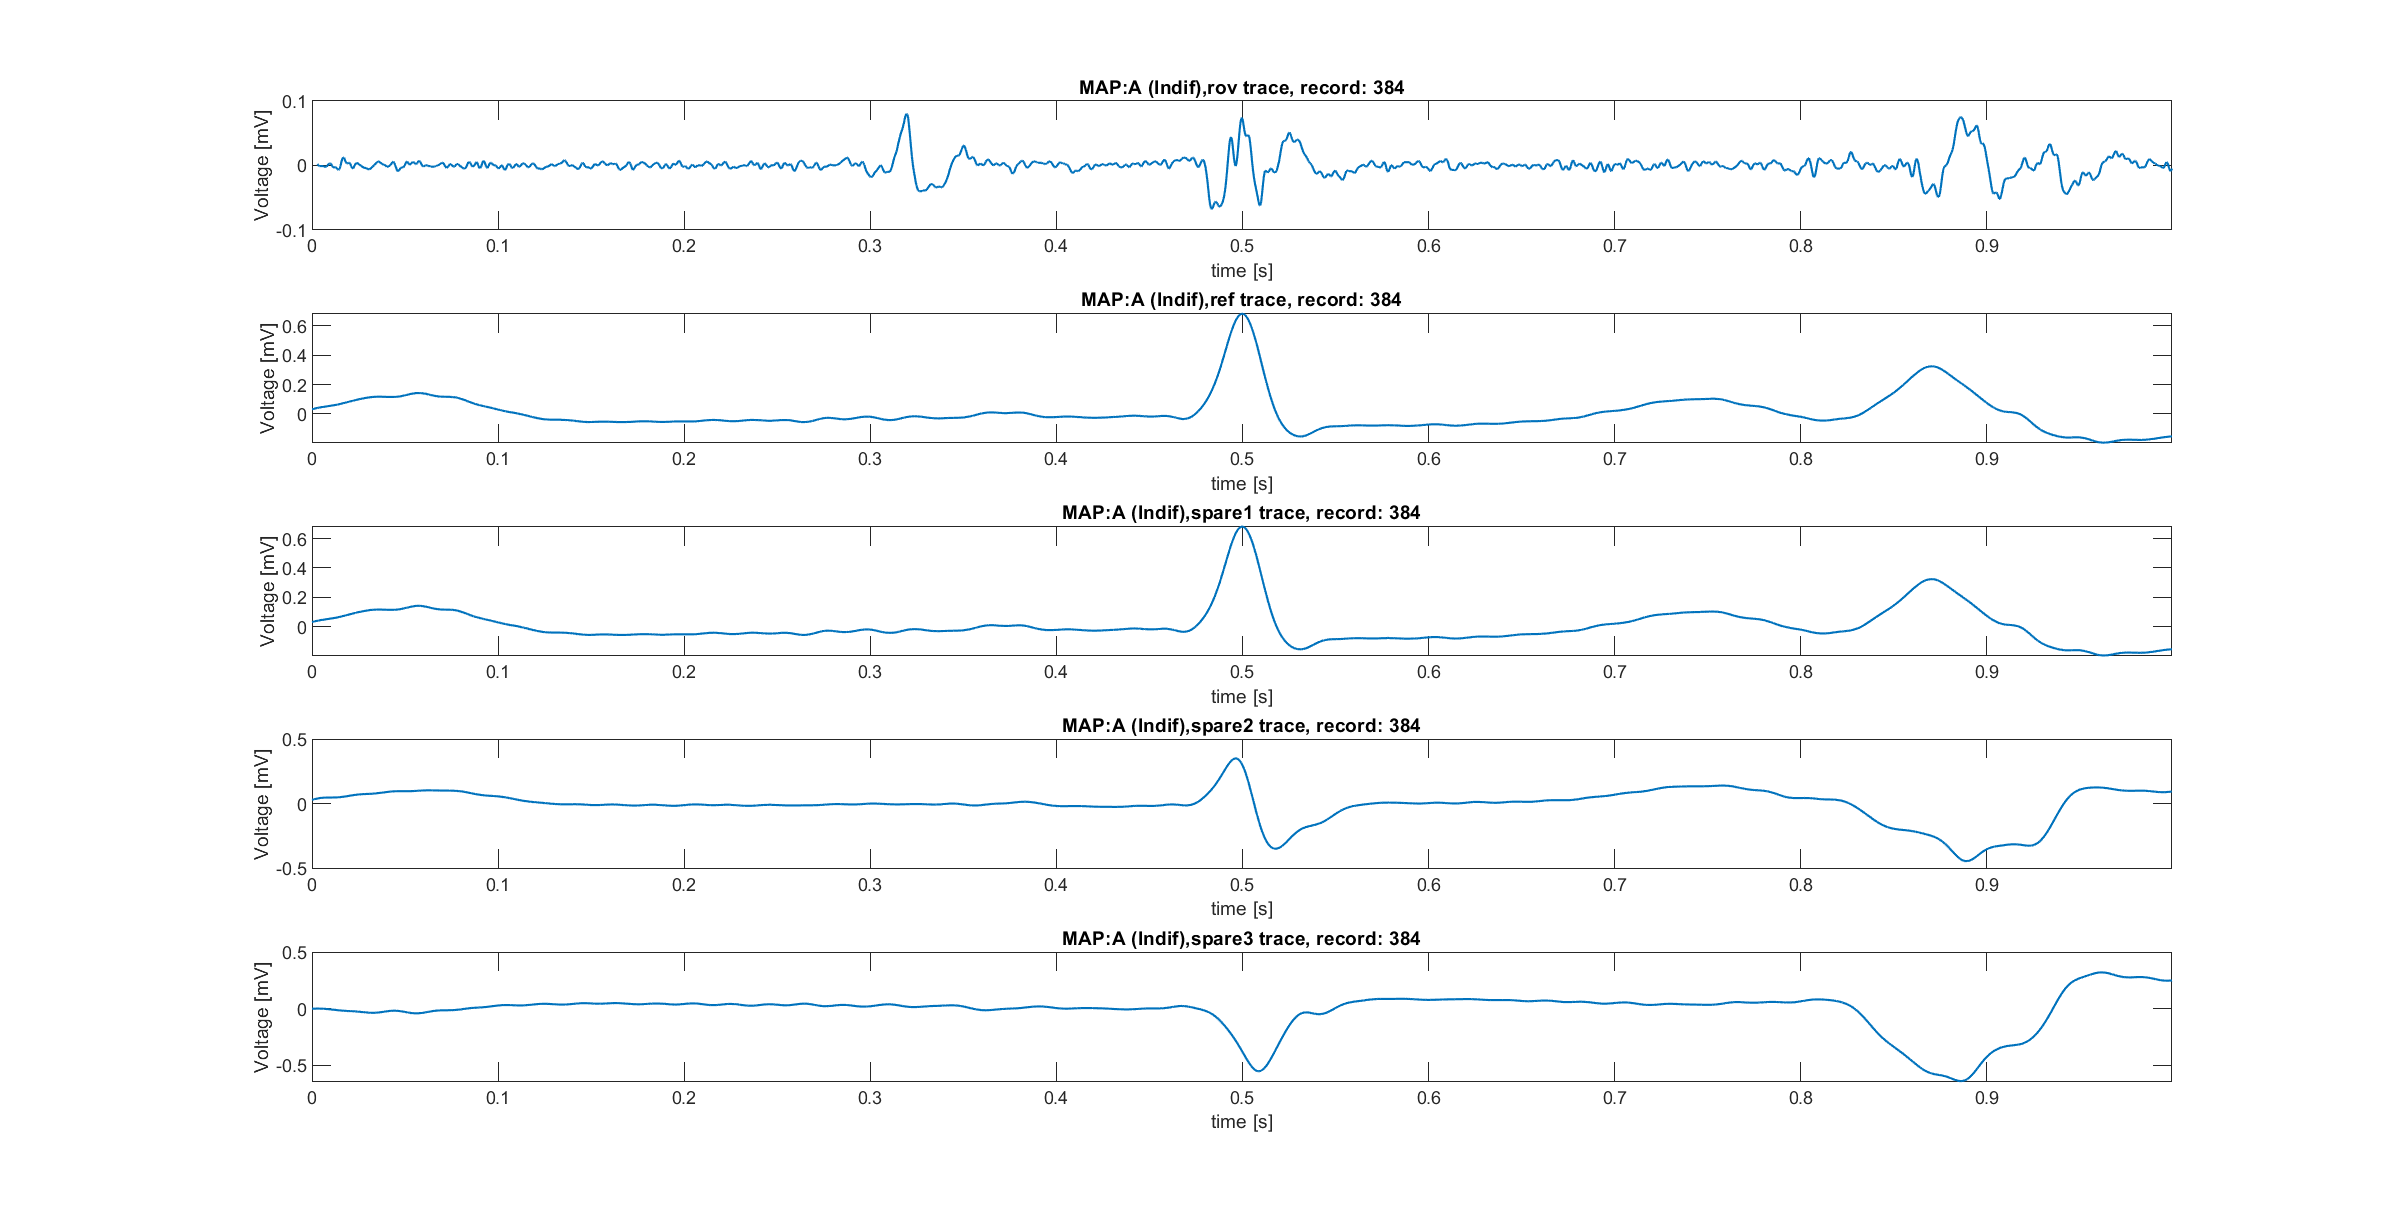 MAP:A (Indif),rov trace, record: 384
Voltage [mV]
0.1
0
-0.1
0 0.1 0.2 0.3 0.4 0.5 0.6 0.7 0.8 0.9
time [s]
MAP:A (Indif),ref trace, record: 384
Voltage [mV]
0.6
0.4
0.2
0
0 0.1 0.2 0.3 0.4 0.5 0.6 0.7 0.8 0.9
time [s]
MAP:A (Indif),spare1 trace, record: 384
Voltage [mV]
0.6
0.4
0.2
0
0 0.1 0.2 0.3 0.4 0.5 0.6 0.7 0.8 0.9
time [s]
MAP:A (Indif),spare2 trace, record: 384
Voltage [mV]
0.5
0
-0.5
0 0.1 0.2 0.3 0.4 0.5 0.6 0.7 0.8 0.9
time [s]
MAP:A (Indif),spare3 trace, record: 384
Voltage [mV]
0.5
0
-0.5
0 0.1 0.2 0.3 0.4 0.5 0.6 0.7 0.8 0.9
time [s]